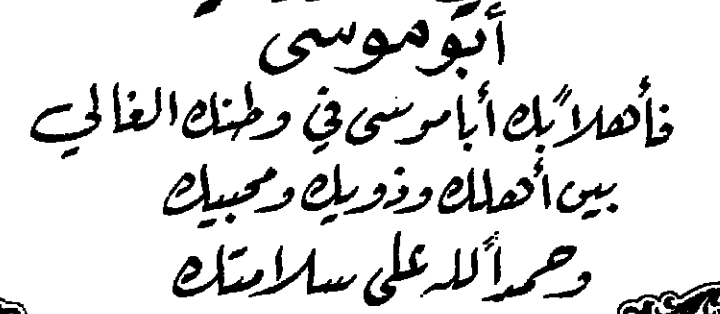 أبو موسى
فأهلاً بك أبا موسى في وطنك الغالي
بين أهلك وذويك ومحبيك
وحمداً لله على سلامتك